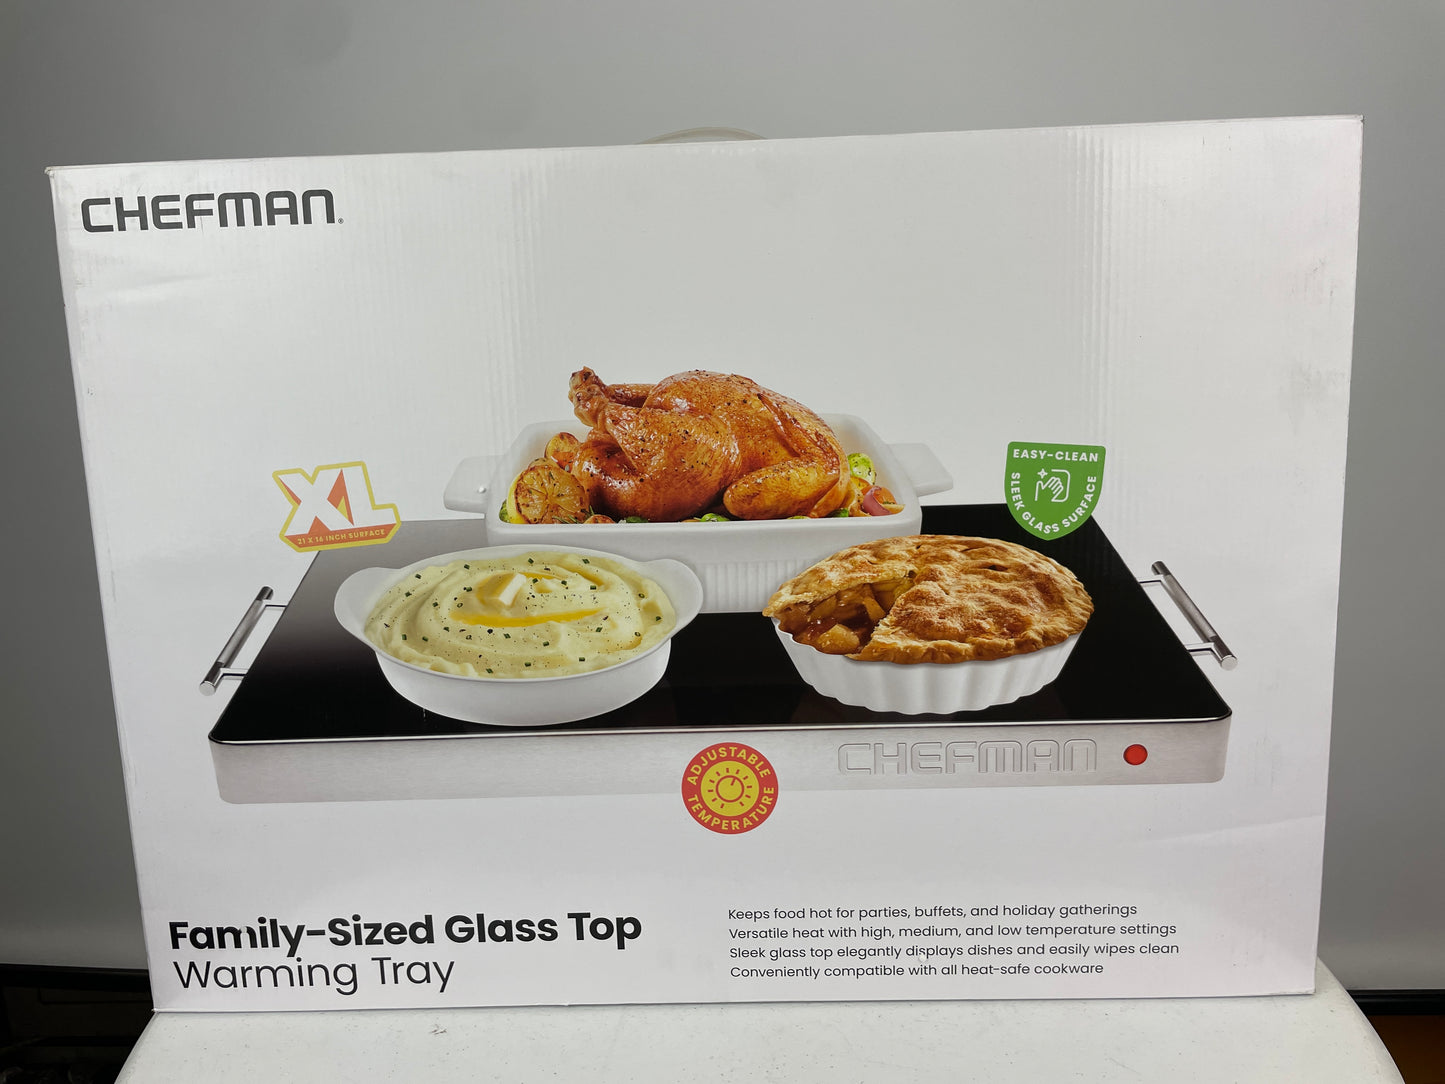 CHEFMAN®
XL
21 X 16 INCH SURFACE
EASY-CLEAN
SLEEK GLASS SURFACE
CHEFMAN
ADJUSTABLE
TEMPERATURE
Family-Sized Glass Top
Warming Tray
Keeps food hot for parties, buffets, and holiday gatherings
Versatile heat with high, medium, and low temperature settings
Sleek glass top elegantly displays dishes and easily wipes clean
Conveniently compatible with all heat-safe cookware